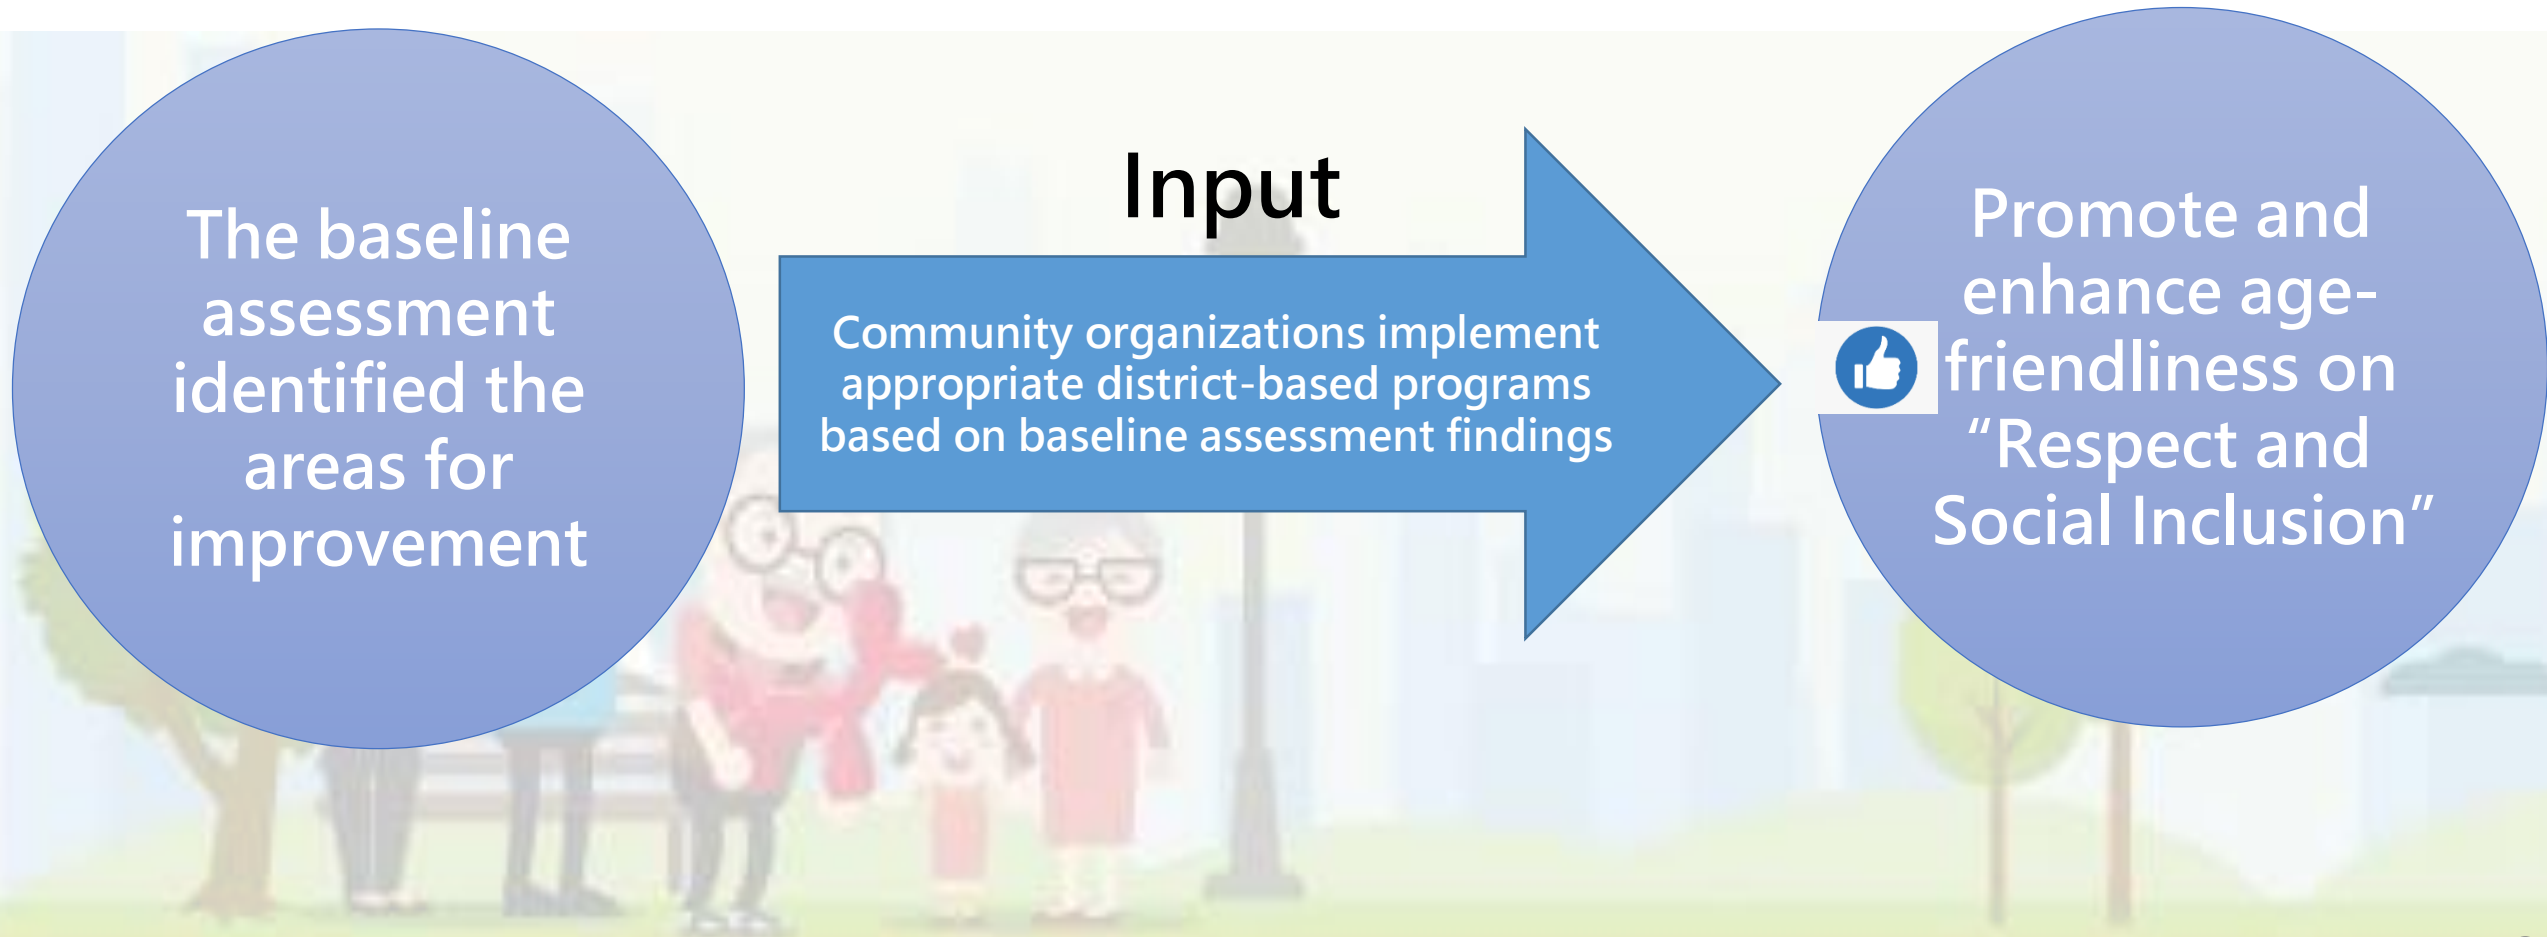 The baseline
assessment
identified the
areas for
improvement
Input
Community organizations implement
appropriate district-based programs
based on baseline assessment findings
Promote and
enhance age-
friendliness on
“Respect and
Social Inclusion”